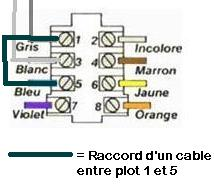 Gris 1 2 Incolore
Blanc 3 4 Marron
Bleu 5 6 Jaune
Violet 7 8 Orange
= Raccord d'un cable
entre plot 1 et 5